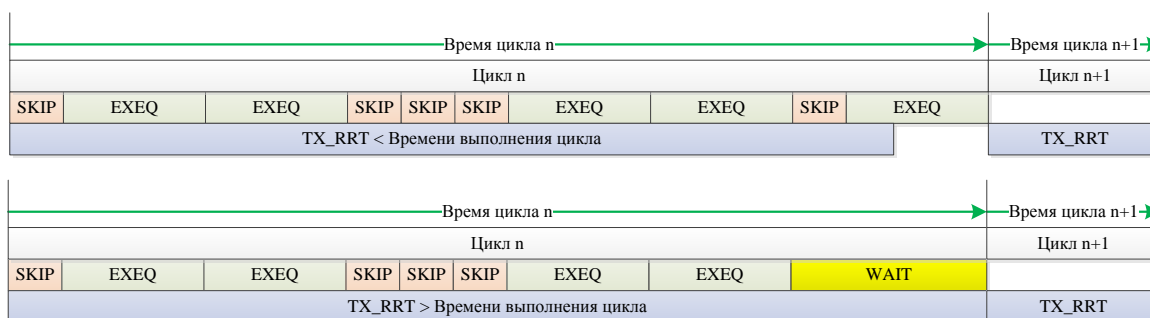 Время цикла n Время цикла n+1
Цикл n Цикл n+1
SKIP EXEQ EXEQ SKIP SKIP SKIP EXEQ EXEQ SKIP EXEQ
TX_RRT < Времени выполнения цикла TX_RRT
Время цикла n Время цикла n+1
Цикл n Цикл n+1
SKIP EXEQ EXEQ SKIP SKIP SKIP EXEQ EXEQ WAIT
TX_RRT > Времени выполнения цикла TX_RRT